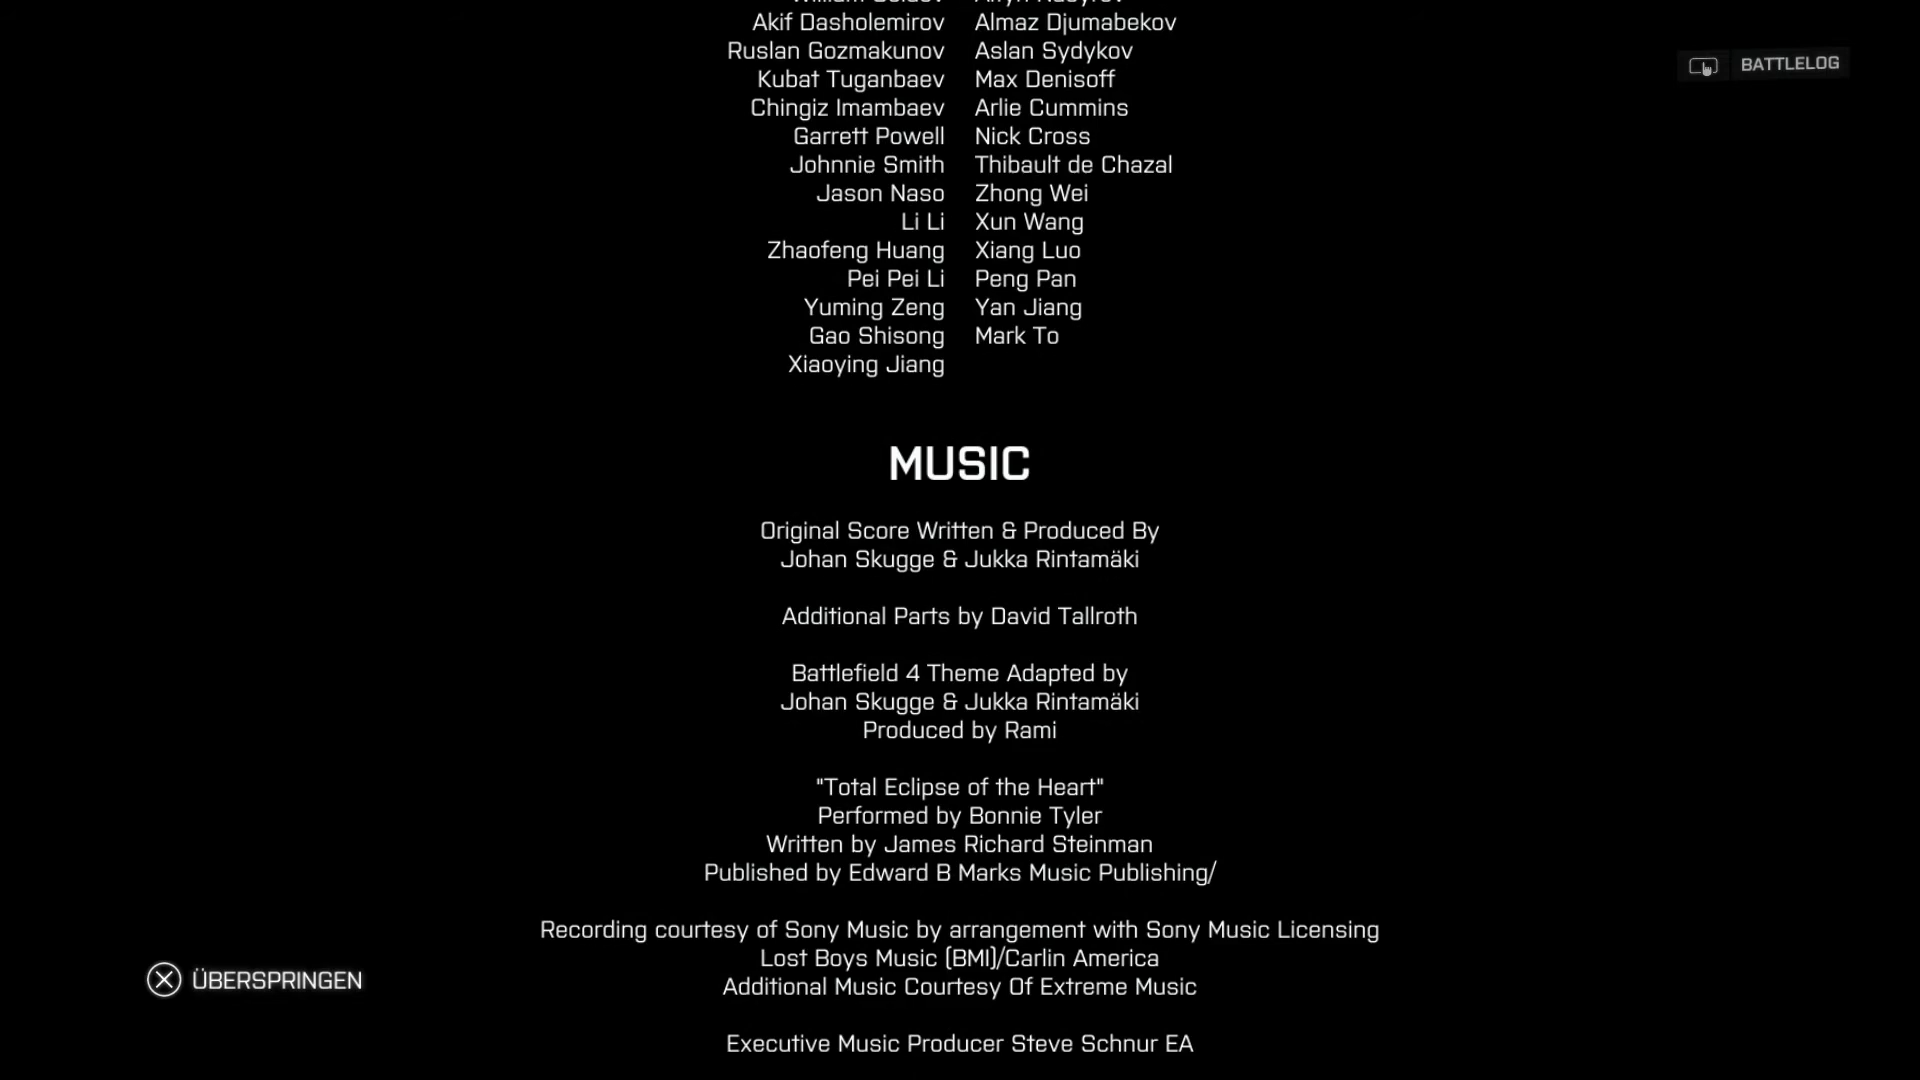 Akif Dasholemirov Almaz Djumabekov
Ruslan Gozmakunov Aslan Sydykov
Kubat Tuganbaev Max Denisoff
Chingiz Imambaev Arlie Cummins
Garrett Powell Nick Cross
Johnnie Smith Thibault de Chazal
Jason Naso Zhong Wei
Li Li Xun Wang
Zhaofeng Huang Xiang Luo
Pei Pei Li Peng Pan
Yuming Zeng Yan Jiang
Gao Shisong Mark To
Xiaoying Jiang
BATTLELOG
MUSIC
Original Score Written & Produced By
Johan Skugge & Jukka Rintamäki
Additional Parts by David Tallroth
Battlefield 4 Theme Adapted by
Johan Skugge & Jukka Rintamäki
Produced by Rami
"Total Eclipse of the Heart"
Performed by Bonnie Tyler
Written by James Richard Steinman
Published by Edward B Marks Music Publishing/
Recording courtesy of Sony Music by arrangement with Sony Music Licensing
Lost Boys Music (BMI)/Carlin America
Additional Music Courtesy Of Extreme Music
Executive Music Producer Steve Schnur EA
ÜBERSPRINGEN